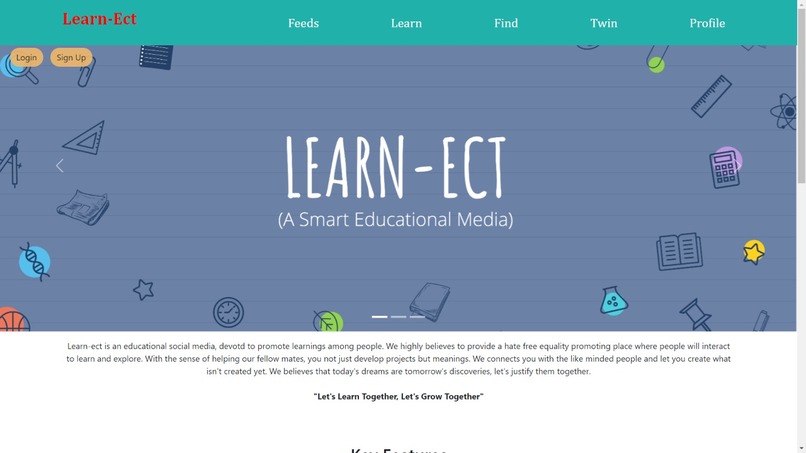 Learn-Ect
Feeds
Learn
Find
Twin
Profile
Login
Sign Up
LEARN-ECT
(A Smart Educational Media)
Learn-ect is an educational social media, devotd to promote learnings among people. We highly believes to provide a hate free equality promoting place where people will interact
to learn and explore. With the sense of helping our fellow mates, you not just develop projects but meanings. We connects you with the like minded people and let you create what
isn't created yet. We believes that today's dreams are tomorrow's discoveries, let's justify them together.
"Let's Learn Together, Let's Grow Together"
Key Features